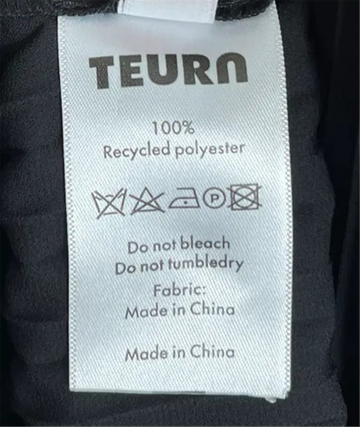 TEURN
100%
Recycled polyester
P
Do not bleach
Do not tumbledry
Fabric:
Made in China
Made in China